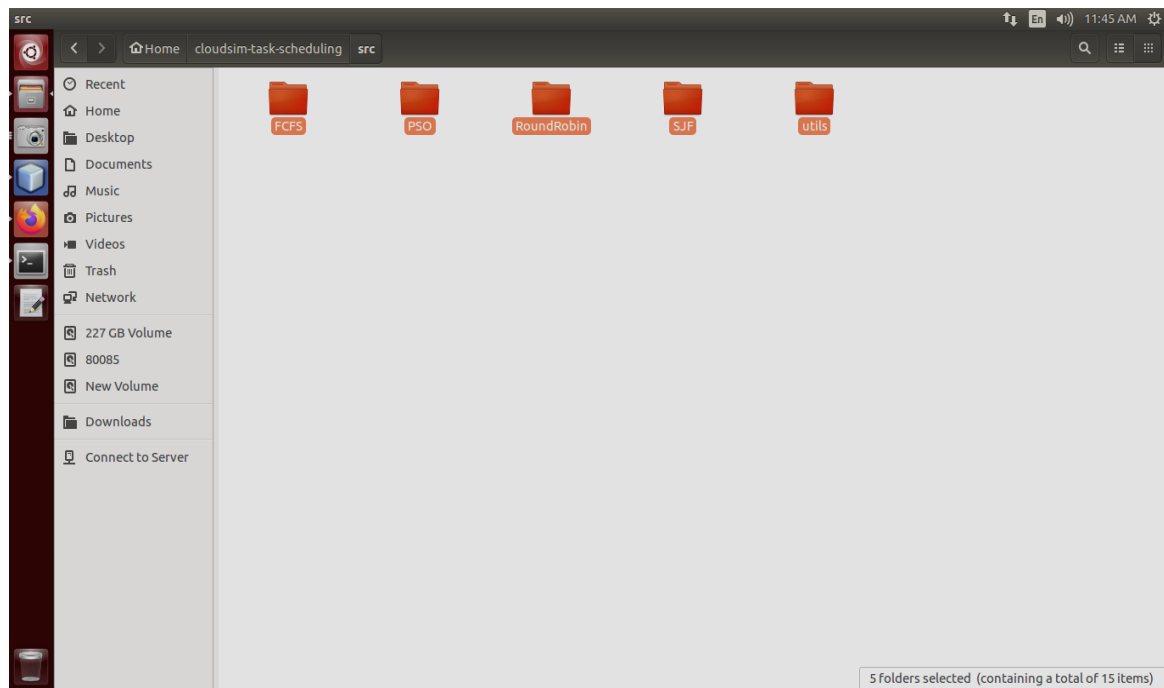 src
En
11:45 AM
Home cloudsim-task-scheduling src
Recent
Home
Desktop
Documents
Music
Pictures
Videos
Trash
Network
227 GB Volume
80085
New Volume
Downloads
Connect to Server
FCFS PSO RoundRobin SJF utils
5 folders selected (containing a total of 15 items)